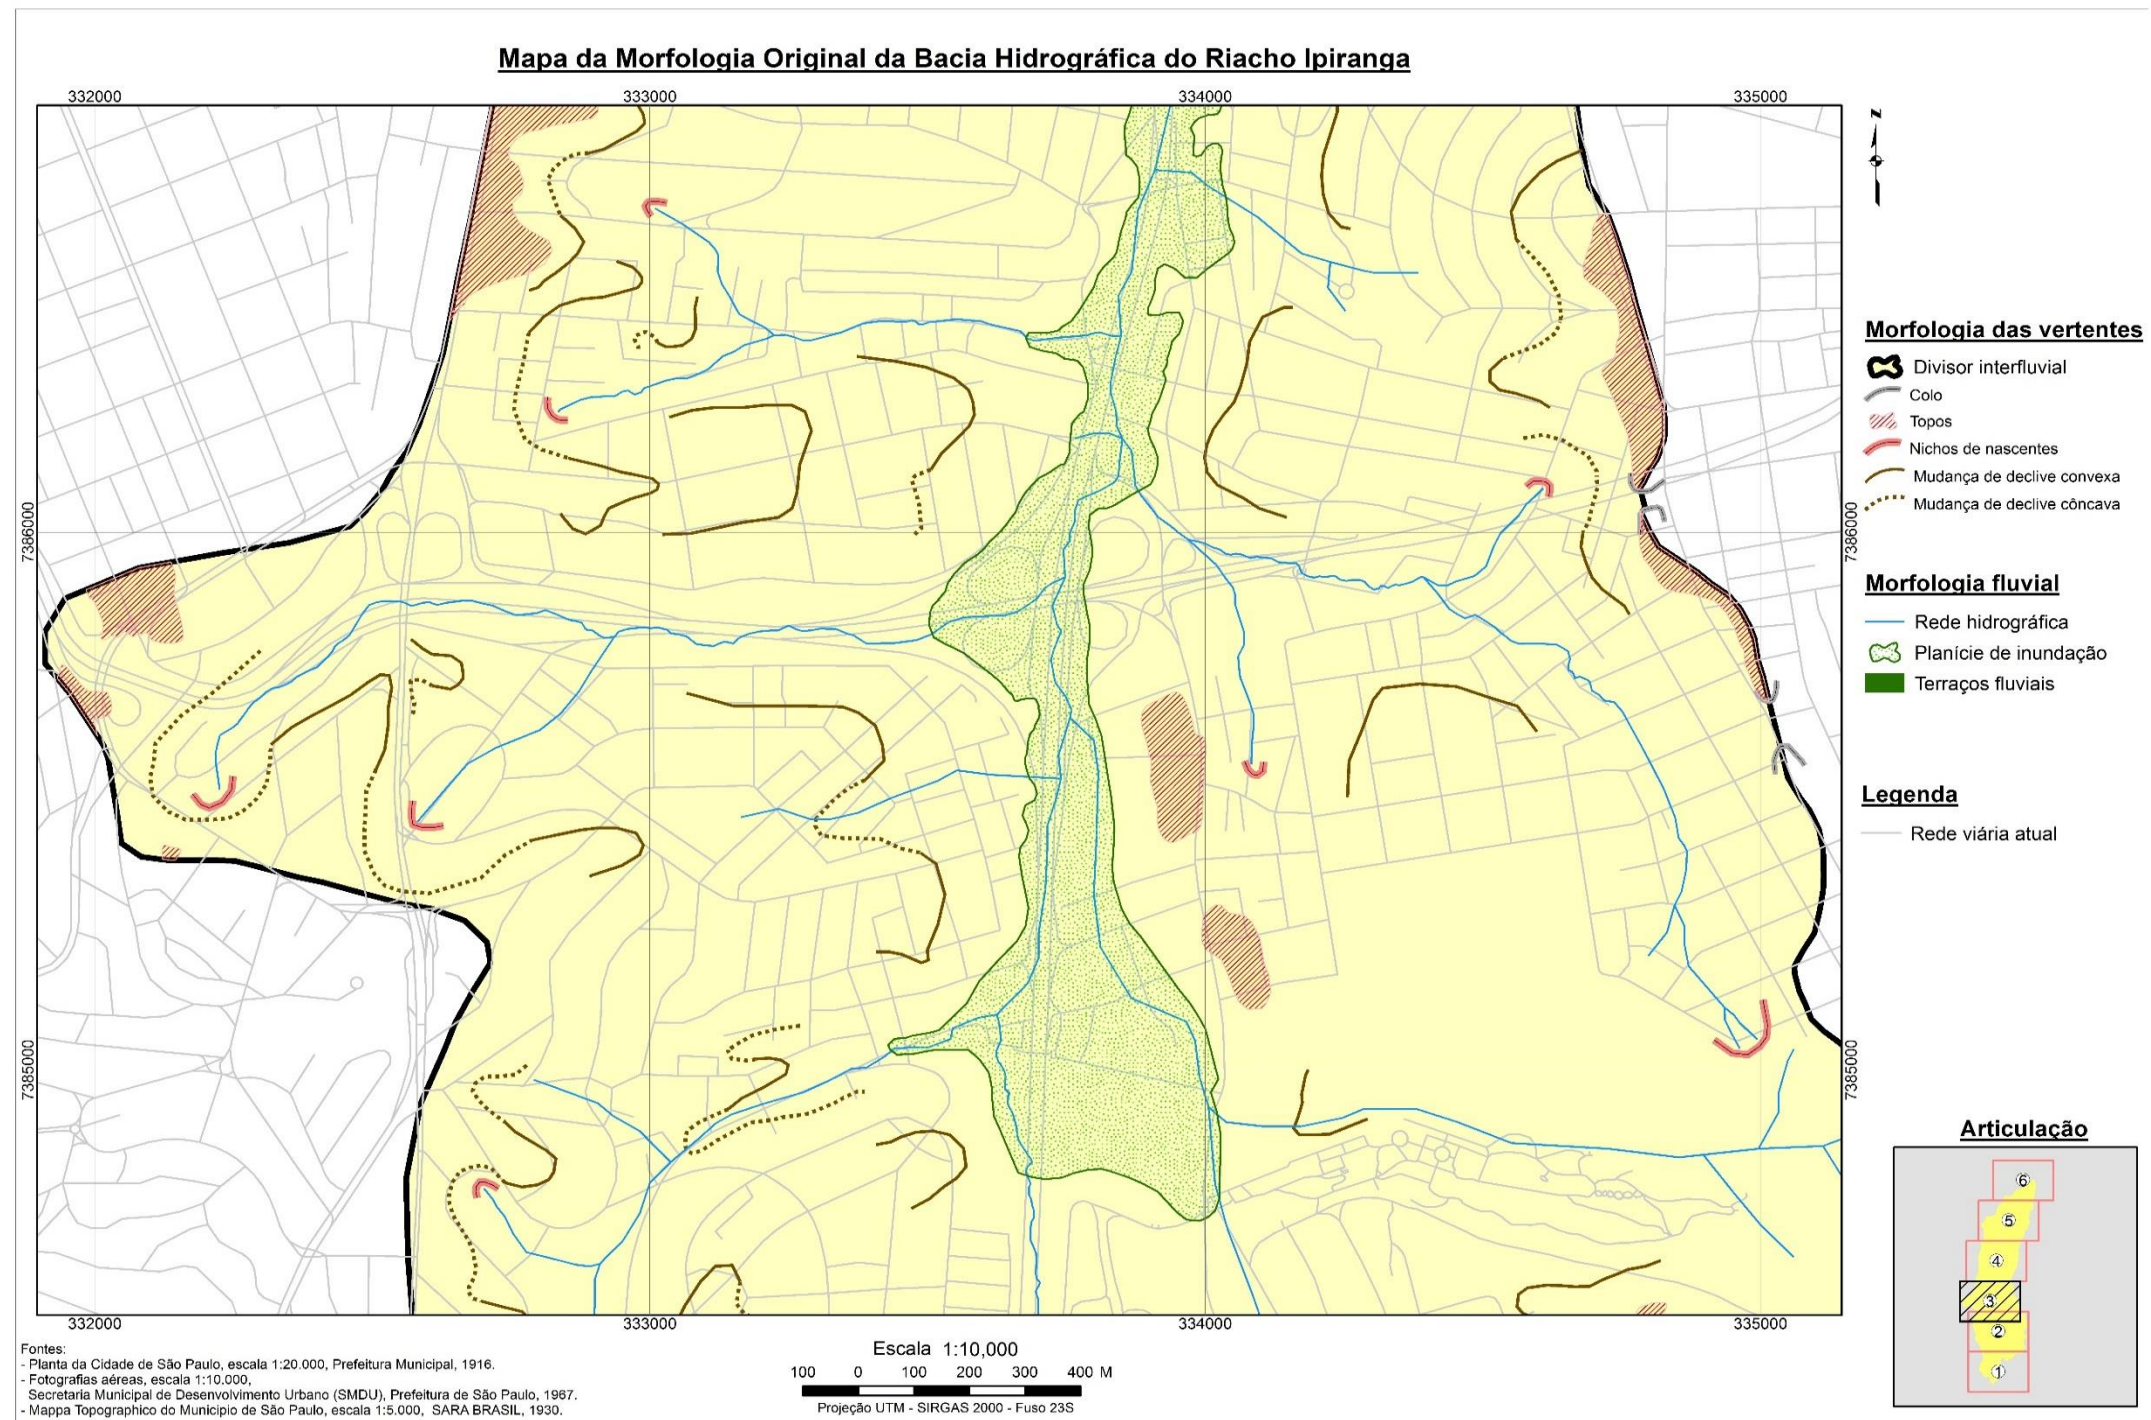 Mapa da Morfologia Original da Bacia Hidrográfica do Riacho Ipiranga
332000 333000 334000 335000
N
7386000 7386000
7385000 7385000
332000 333000 334000 335000
Morfologia das vertentes
Divisor interfluvial
Colo
Topos
Nichos de nascentes
Mudança de declive convexa
Mudança de declive côncava
Morfologia fluvial
Rede hidrográfica
Planície de inundação
Terraços fluviais
Legenda
Rede viária atual
Articulação
6
5
4
3
2
1
Fontes:
- Planta da Cidade de São Paulo, escala 1:20.000, Prefeitura Municipal, 1916.
- Fotografias aéreas, escala 1:10.000,
Secretaria Municipal de Desenvolvimento Urbano (SMDU), Prefeitura de São Paulo, 1967.
- Mappa Topographico do Municipio de São Paulo, escala 1:5.000, SARA BRASIL, 1930.
Escala 1:10,000
100 0 100 200 300 400 M
Projeção UTM - SIRGAS 2000 - Fuso 23S